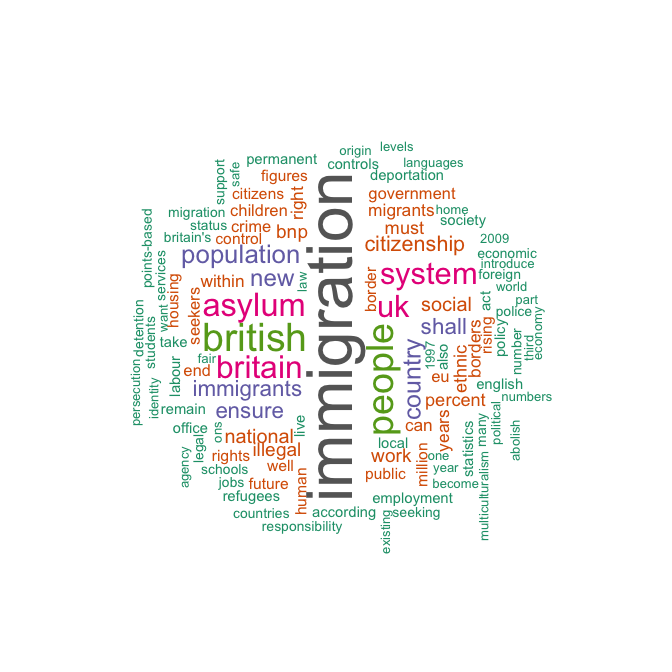 origin
levels
permanent
controls
languages
support
safe
figures
deportation
citizens
right
government
migration
children
migrants
home
status
crime
bnp
must
society
britain's
control
citizenship
2009
points-based
population
immigration
economic
services
within
new
law
border
system
introduce
foreign
want
housing
seekers
asylum
uk
social
act
world
part
detention
students
take
british
people
shall
rising
policy
police
economy
number
third
fair
britain
country
1997
also
ethnic
borders
persecution
identity
labour
end
immigrants
eu
english
numbers
remain
ensure
percent
office
ons
live
can
years
political
many
abolish
agency
legal
national
illegal
local
work
one
statistics
rights
well
million
year
schools
human
public
become
multiculturalism
jobs
future
refugees
employment
countries
according
seeking
responsibility
existing